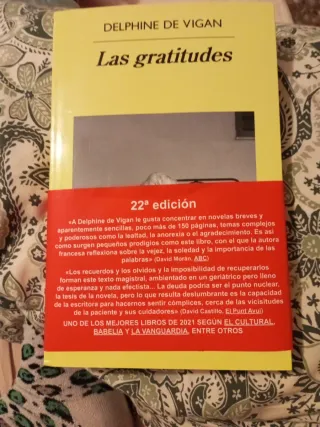 DELPHINE DE VIGAN
Las gratitudes
22ª edición
«A Delphine de Vigan le gusta concentrar en novelas breves y
aparentemente sencillas, poco más de 150 páginas, temas complejos
y poderosos como la lealtad, la anorexia o el agradecimiento. Es así
como surgen pequeños prodigios como este libro, con el que la autora
francesa reflexiona sobre la vejez, la soledad y la importancia de las
palabras» (David Morán, ABC)
«Los recuerdos y los olvidos y la imposibilidad de recuperarlos
forman este texto magistral, ambientado en un geriátrico pero lleno
de esperanza y nada efectista... La deuda podría ser el punto nuclear,
la tesis de la novela, pero lo que resulta deslumbrante es la capacidad
de la escritora para hacernos sentir cómplices, cerca de las vicisitudes
de la paciente y sus cuidadores» (David Castillo, El Punt Avui)
UNO DE LOS MEJORES LIBROS DE 2021 SEGÚN EL CULTURAL,
BABELIA Y LA VANGUARDIA, ENTRE OTROS